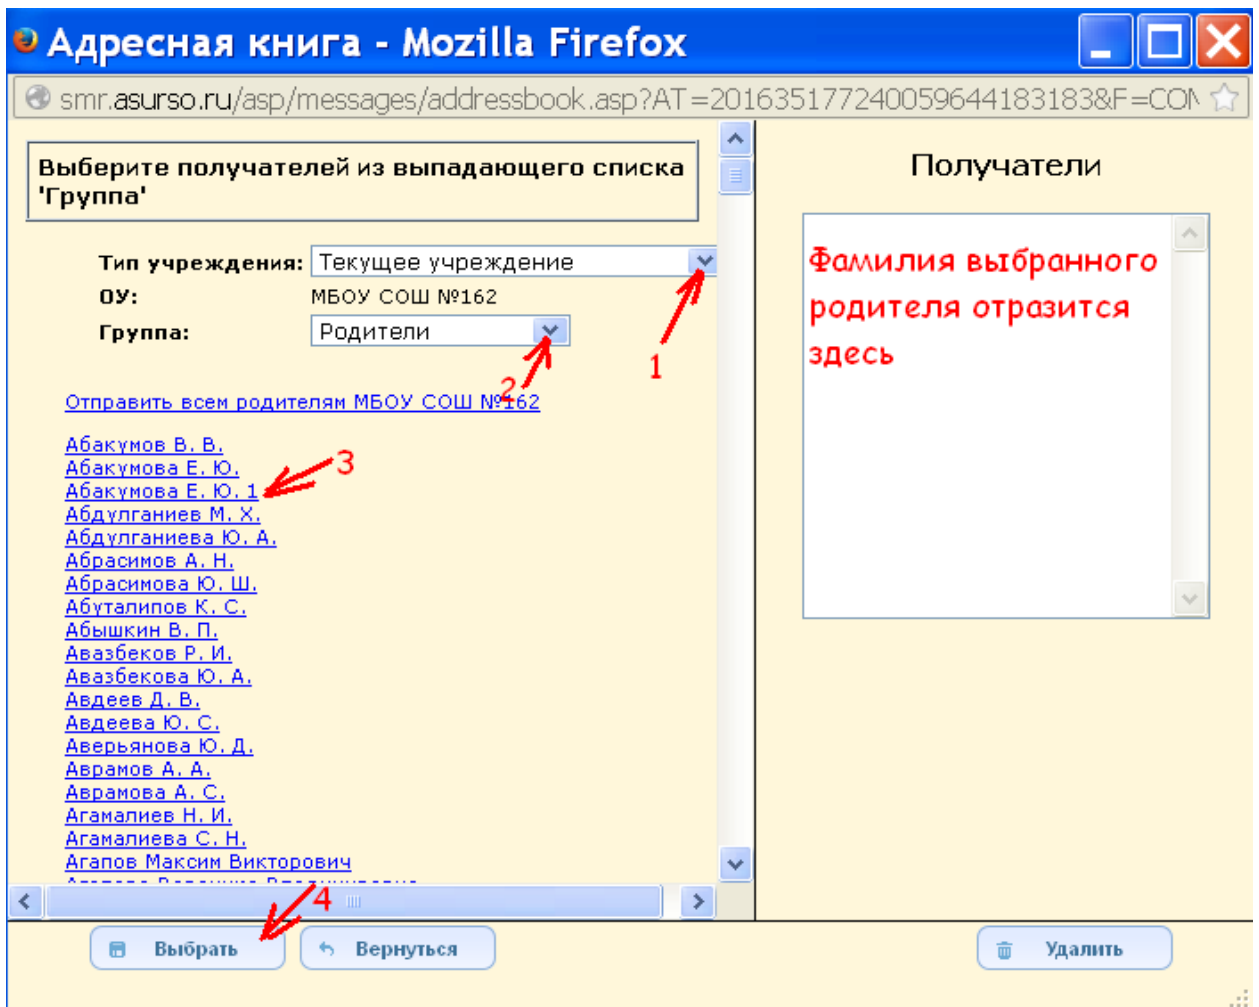 Адресная книга - Mozilla Firefox
smr.asurso.ru/asp/messages/addressbook.asp?AT=20163517724005964418318​3&F=CON
Выберите получателей из выпадающего списка
'Группа'
Тип учреждения: Текущее учреждение
ОУ: МБОУ СОШ №162
Группа: Родители
1
2
Отправить всем родителям МБОУ СОШ №162
Абакумов В. В.
Абакумова Е. Ю.
3
Абакумова Е. Ю. 1
Абдулганиев М. Х.
Абдулганиева Ю. А.
Абрасимов А. Н.
Абрасимова Ю. Ш.
Абуталипов К. С.
Абышкин В. П.
Авазбеков Р. И.
Авазбекова Ю. А.
Авдеев Д. В.
Авдеева Ю. С.
Аверьянова Ю. Д.
Аврамов А. А.
Аврамова А. С.
Агамалиев Н. И.
Агамалиева С. Н.
Агапов Максим Викторович
4
Выбрать
Вернуться
Получатели
Фамилия выбранного
родителя отразится
здесь
Удалить